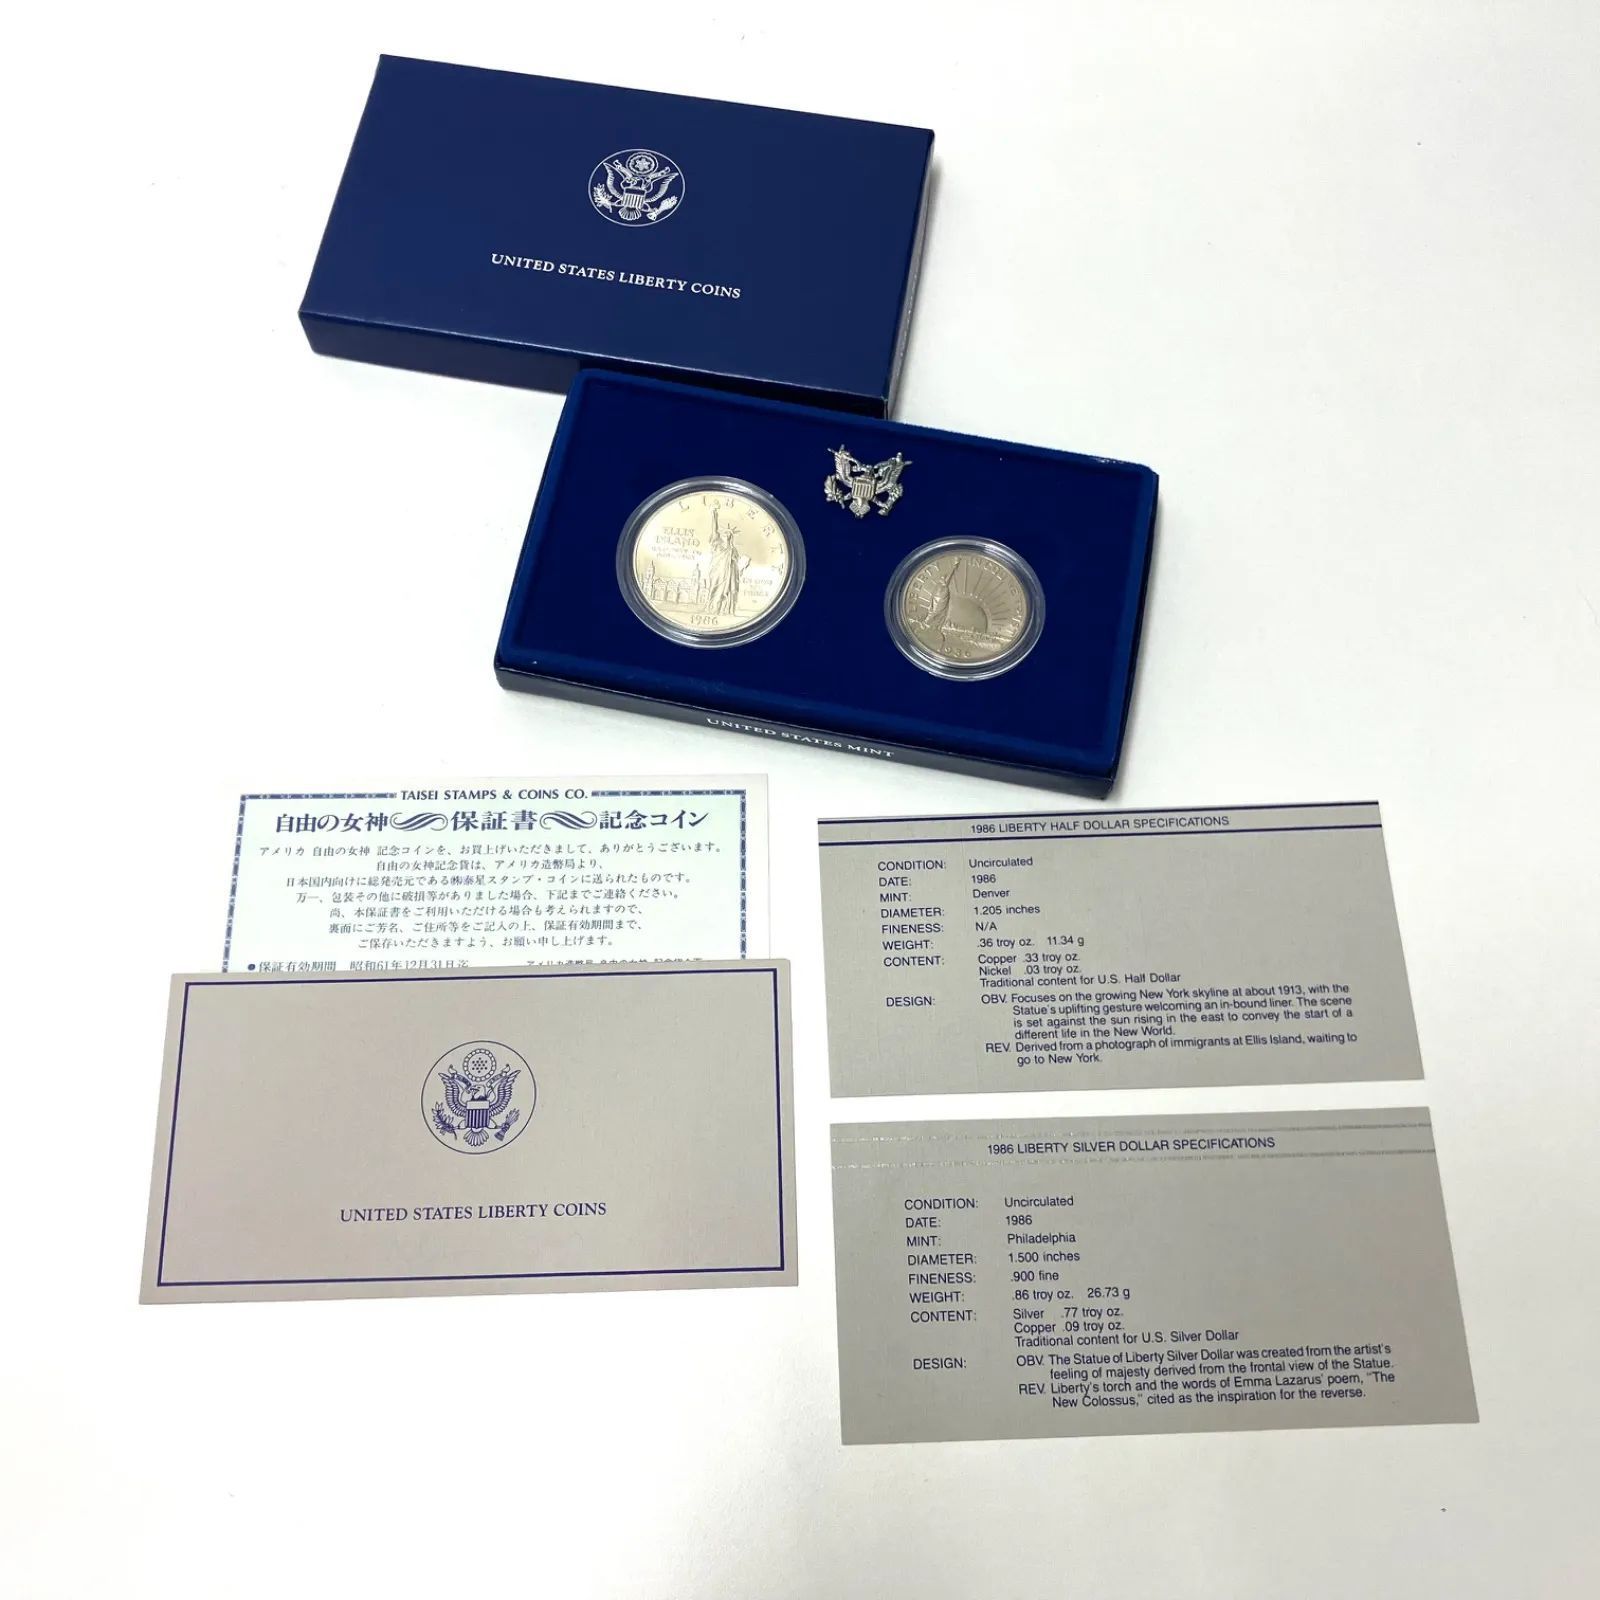 UNITED STATES LIBERTY COINS
LIBERTY
ELLIS
ISLAND
1986
LIBERTY
1986
UNITED STATES MINT
TAISEI STAMPS & COINS CO.
自由の女神 保証書 記念コイン
アメリカ 自由の女神 記念コインを、お買上げいただきまして、ありがとうございます。
自由の女神記念貨は、アメリカ造幣局より、
日本国内向けに総発売元である㈱泰星スタンプ・コインに送られたものです。
万一、包装その他に破損等がありました場合、下記までご連絡ください。
尚、本保証書をご利用いただける場合も考えられますので、
裏面にご芳名、ご住所等をご記入の上、保証有効期間まで、
ご保存いただきますよう、お願い申し上げます。
●保証有効期間 昭和61年12月31日迄
UNITED STATES LIBERTY COINS
1986 LIBERTY HALF DOLLAR SPECIFICATIONS
CONDITION: Uncirculated
DATE: 1986
MINT: Denver
DIAMETER: 1.205 inches
FINENESS: N/A
WEIGHT: .36 troy oz. 11.34 g
CONTENT: Copper .33 troy oz.
Nickel .03 troy oz.
Traditional content for U.S. Half Dollar
DESIGN: OBV. Focuses on the growing New York skyline at about 1913, with the
Statue's uplifting gesture welcoming an in-bound liner. The scene
is set against the sun rising in the east to convey the start of a
different life in the New World.
REV. Derived from a photograph of immigrants at Ellis Island, waiting to
go to New York.
1986 LIBERTY SILVER DOLLAR SPECIFICATIONS
CONDITION: Uncirculated
DATE: 1986
MINT: Philadelphia
DIAMETER: 1.500 inches
FINENESS: .900 fine
WEIGHT: .86 troy oz. 26.73 g
CONTENT: Silver .77 troy oz.
Copper .09 troy oz.
Traditional content for U.S. Silver Dollar
DESIGN: OBV. The Statue of Liberty Silver Dollar was created from the artist's
feeling of majesty derived from the frontal view of the Statue.
REV. Liberty's torch and the words of Emma Lazarus' poem, "The
New Colossus," cited as the inspiration for the reverse.